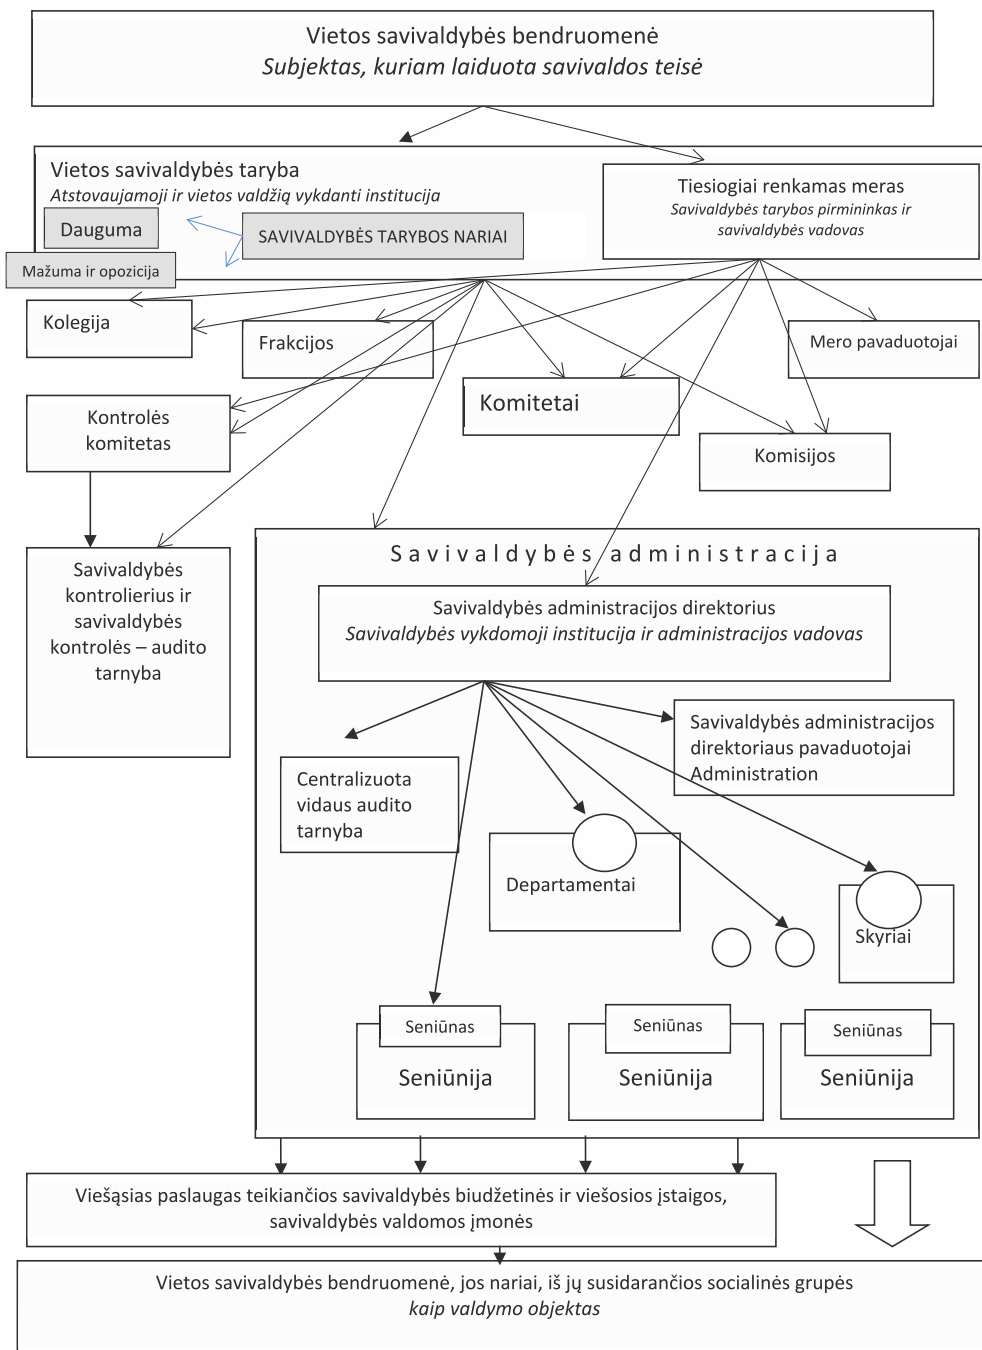 Vietos savivaldybės bendruomenė
Subjektas, kuriam laiduota savivaldos teisė
Vietos savivaldybės taryba
Atstovaujamoji ir vietos valdžią vykdanti institucija
Tiesiogiai renkamas meras
Savivaldybės tarybos pirmininkas ir
savivaldybės vadovas
Dauguma
SAVIVALDYBĖS TARYBOS NARIAI
Mažuma ir opozicija
Kolegija
Frakcijos
Mero pavaduotojai
Komitetai
Kontrolės
komitetas
Komisijos
Savivaldybės
kontrolierius ir
savivaldybės
kontrolės – audito
tarnyba
Savivaldybės administracija
Savivaldybės administracijos direktorius
Savivaldybės vykdomoji institucija ir administracijos vadovas
Savivaldybės administracijos
direktoriaus pavaduotojai
Administration
Centralizuota
vidaus audito
tarnyba
Departamentai
Skyriai
Seniūnas
Seniūnija
Seniūnas
Seniūnija
Seniūnas
Seniūnija
Viešąsias paslaugas teikiančios savivaldybės biudžetinės ir viešosios įstaigos,
savivaldybės valdomos įmonės
Vietos savivaldybės bendruomenė, jos nariai, iš jų susidarančios socialinės grupės
kaip valdymo objektas